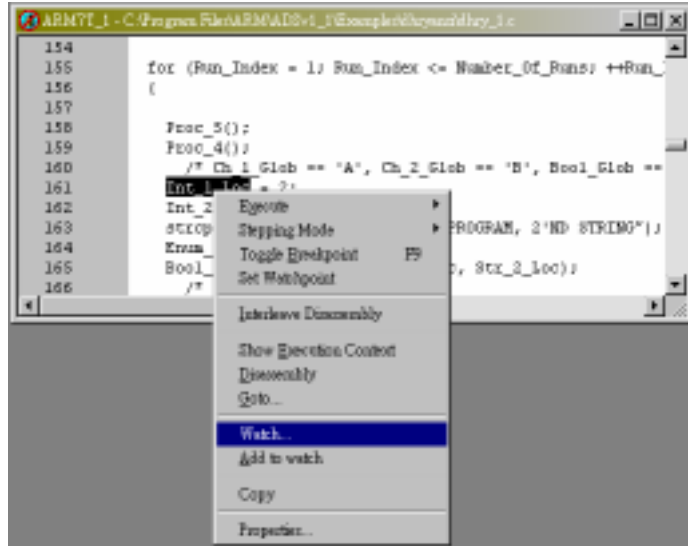 ARM7T_1 - C:\Program Files\ARM\ADSv1_1\Examples\dhryansi\dhry_1.c
154
155 for (Run_Index = 1; Run_Index <= Number_Of_Runs; ++Run_
156 {
157
158 Proc_5();
159 Proc_4();
160 /* Ch_1_Glob == 'A', Ch_2_Glob == 'B', Bool_Glob ==
161 Int_1_Loc = 2;
162 Int_2
163 strcp PROGRAM, 2'ND STRING");
164 Enum_
165 Bool_ c, Str_2_Loc);
166 /*
Execute
Stepping Mode
Toggle Breakpoint F9
Set Watchpoint
Interleave Disassembly
Show Execution Context
Disassembly
Goto...
Watch...
Add to watch
Copy
Properties...